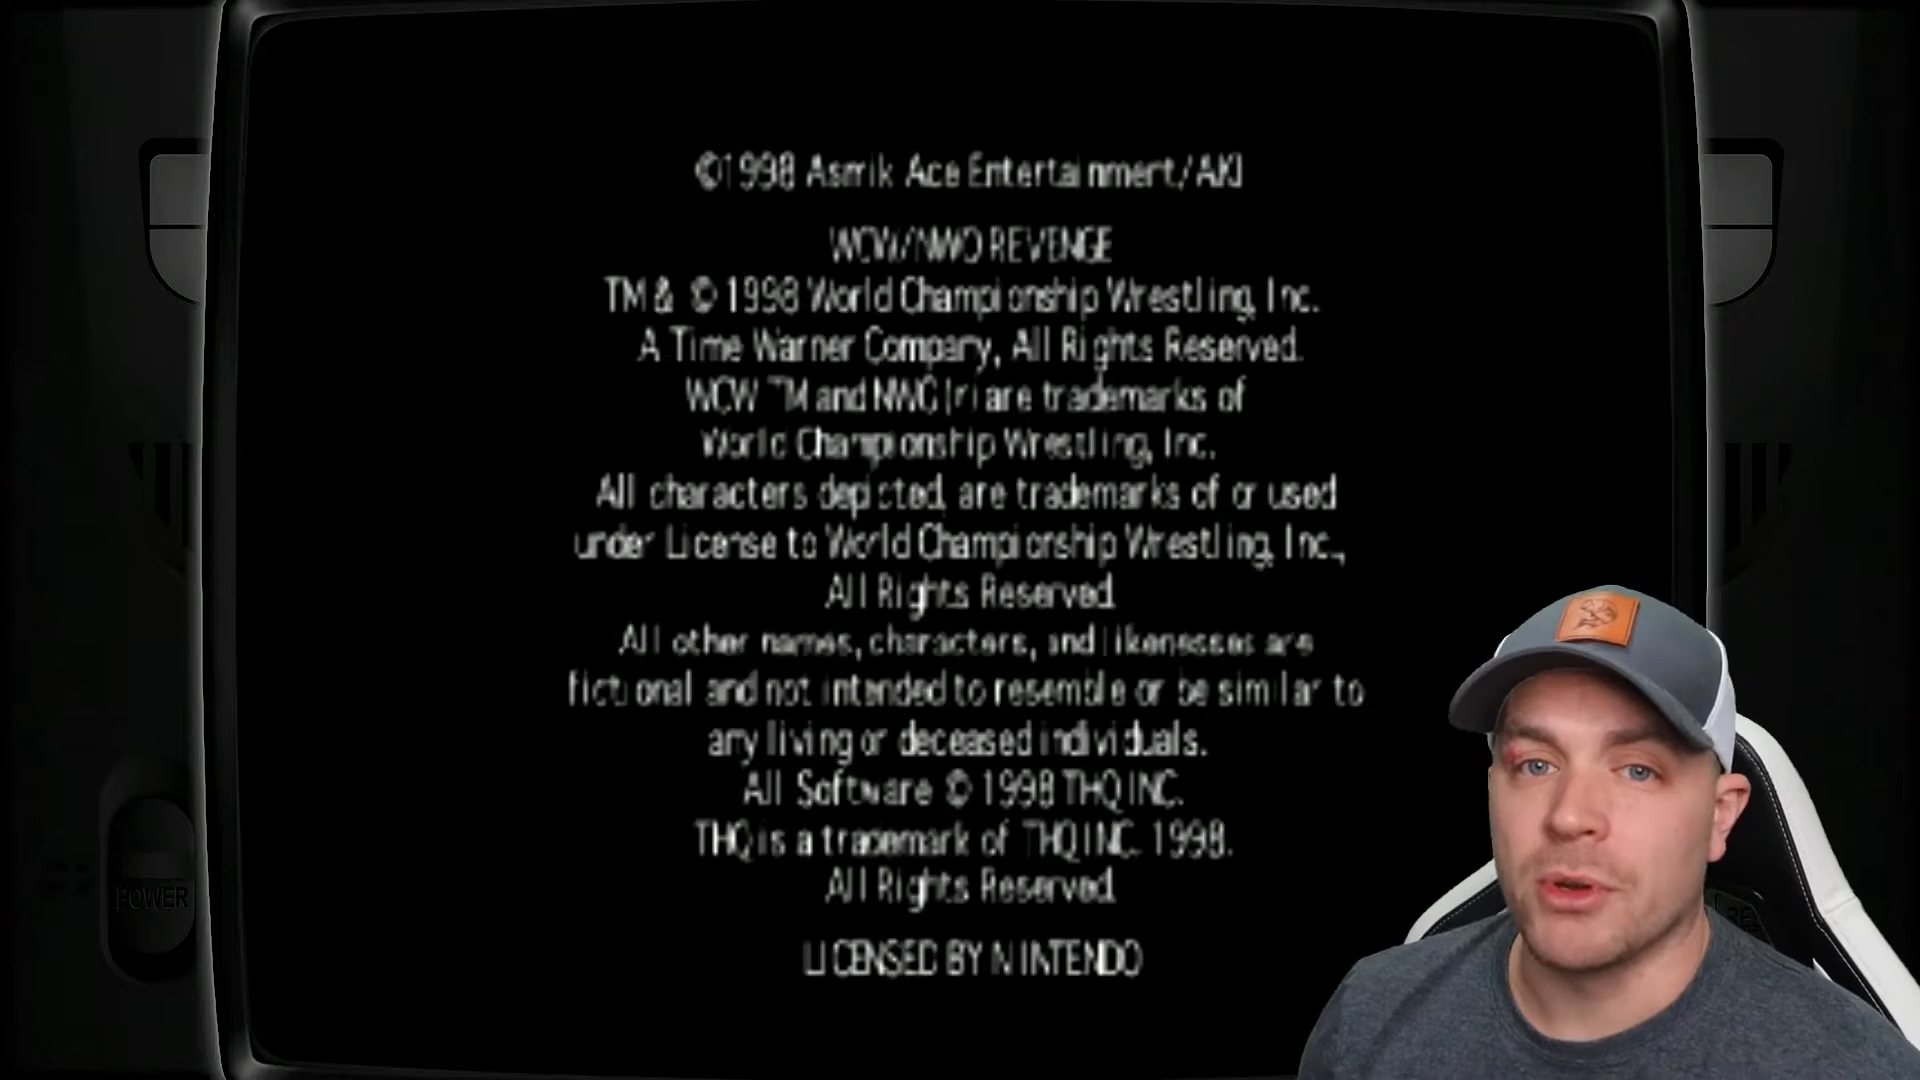 ©1998 Asmik Ace Entertainment/AKI
WCW/NWO REVENGE
TM & © 1998 World Championship Wrestling, Inc.
A Time Warner Company, All Rights Reserved.
WCW TM and NWO (r) are trademarks of
World Championship Wrestling, Inc.
All characters depicted, are trademarks of or used
under License to World Championship Wrestling, Inc.,
All Rights Reserved.
All other names, characters, and likenesses are
fictional and not intended to resemble or be similar to
any living or deceased individuals.
All Software © 1998 THQ INC.
THQ is a trademark of THQ INC. 1998.
All Rights Reserved.
LICENSED BY NINTENDO
POWER